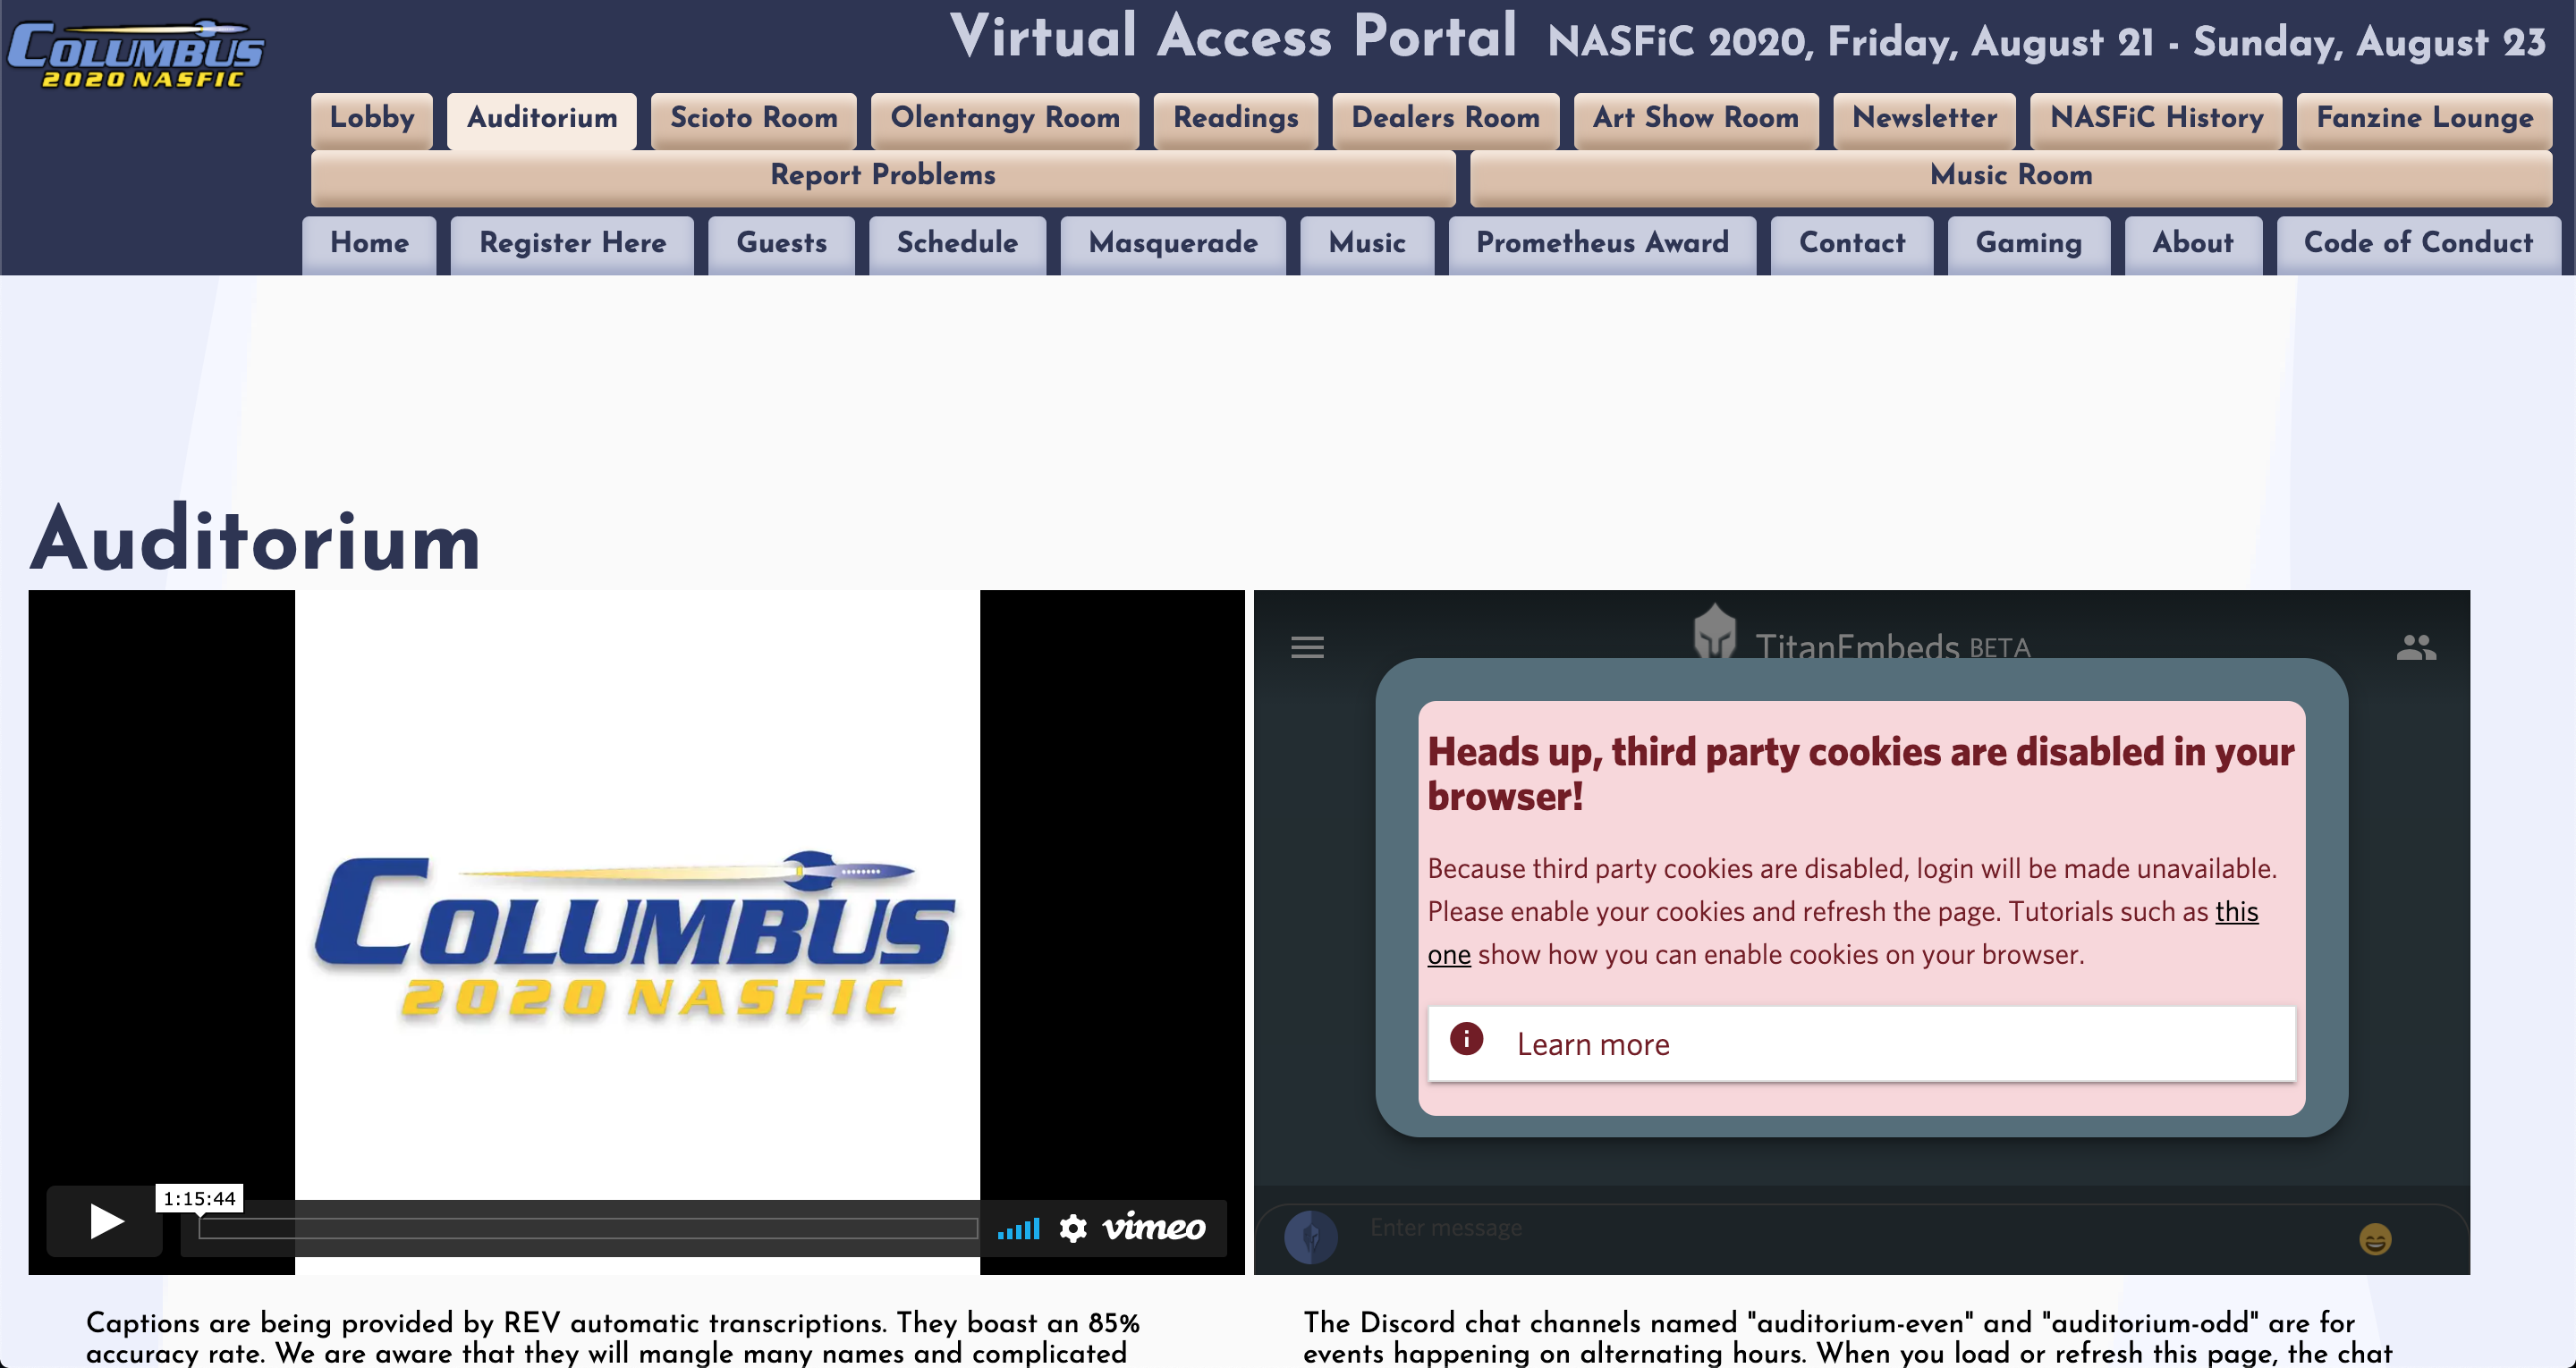 COLUMBUS
2020 NASFIC
Virtual Access Portal NASFiC 2020, Friday, August 21 - Sunday, August 23
Lobby Auditorium Scioto Room Olentangy Room Readings Dealers Room Art Show Room Newsletter NASFiC History Fanzine Lounge
Report Problems Music Room
Home Register Here Guests Schedule Masquerade Music Prometheus Award Contact Gaming About Code of Conduct
Auditorium
COLUMBUS
2020 NASFIC
1:15:44
vimeo
TitanEmbeds BETA
Heads up, third party cookies are disabled in your
browser!
Because third party cookies are disabled, login will be made unavailable.
Please enable your cookies and refresh the page. Tutorials such as this
one show how you can enable cookies on your browser.
Learn more
Enter message
Captions are being provided by REV automatic transcriptions. They boast an 85%
accuracy rate. We are aware that they will mangle many names and complicated
The Discord chat channels named "auditorium-even" and "auditorium-odd" are for
events happening on alternating hours. When you load or refresh this page, the chat